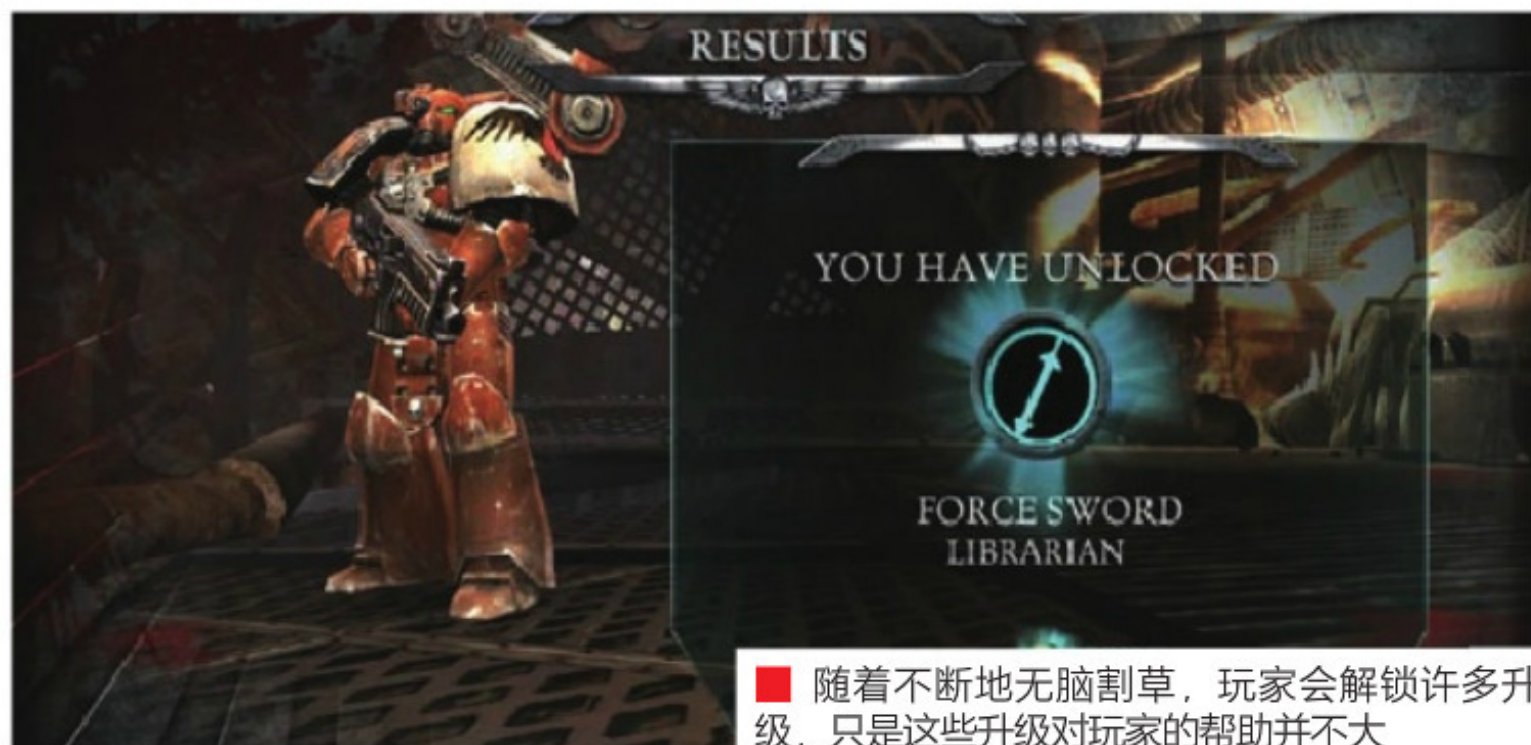 RESULTS
YOU HAVE UNLOCKED
FORCE SWORD
LIBRARIAN
随着不断地无脑割草，玩家会解锁许多升
级，只是这些升级对玩家的帮助并不大